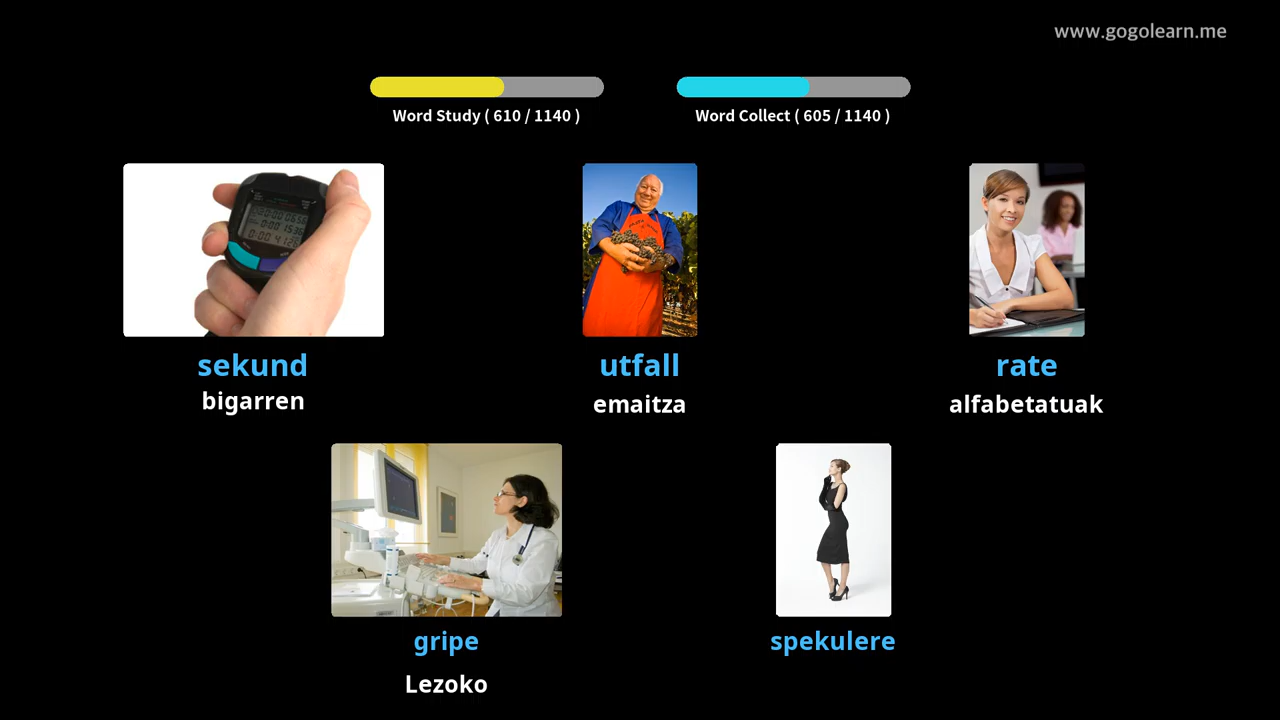 www.gogolearn.me
Word Study ( 610 / 1140 )
Word Collect ( 605 / 1140 )
sekund
bigarren
utfall
emaitza
rate
alfabetatuak
gripe
Lezoko
spekulere